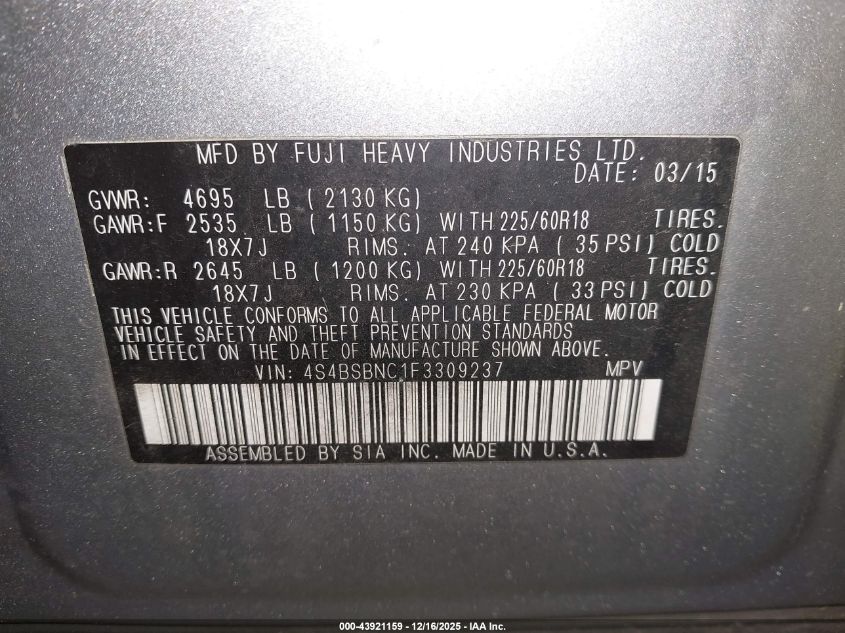 MFD BY FUJI HEAVY INDUSTRIES LTD.
DATE: 03/15
GVWR: 4695 LB ( 2130 KG)
GAWR:F 2535 LB ( 1150 KG) WITH 225/60R18 TIRES.
18X7J RIMS. AT 240 KPA ( 35 PSI) COLD
GAWR:R 2645 LB ( 1200 KG) WITH 225/60R18 TIRES.
18X7J RIMS. AT 230 KPA ( 33 PSI) COLD
THIS VEHICLE CONFORMS TO ALL APPLICABLE FEDERAL MOTOR
VEHICLE SAFETY AND THEFT PREVENTION STANDARDS
IN EFFECT ON THE DATE OF MANUFACTURE SHOWN ABOVE.
VIN: 4S4BSBNC1F3309237 MPV
ASSEMBLED BY SIA INC. MADE IN U.S.A.
000-43921159 - 12/16/2025 - IAA Inc.